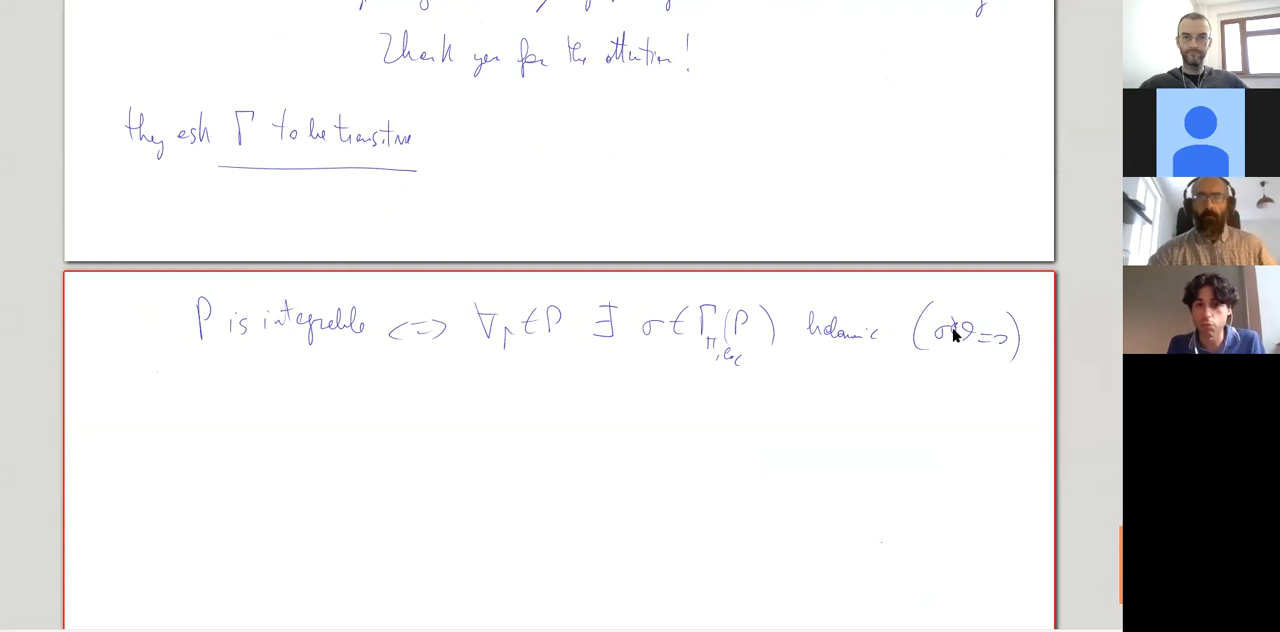 Thank you for the attention!
they ask Γ to be transitive
P is integrable <=> ∀p ∈ P ∃ σ ∈ Γ_{π,loc}(P) holonomic (σ*θ = 0)